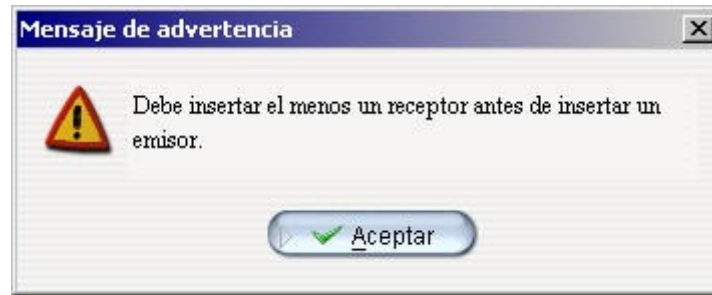 Mensaje de advertencia
Debe insertar el menos un receptor antes de insertar un
emisor.
Aceptar